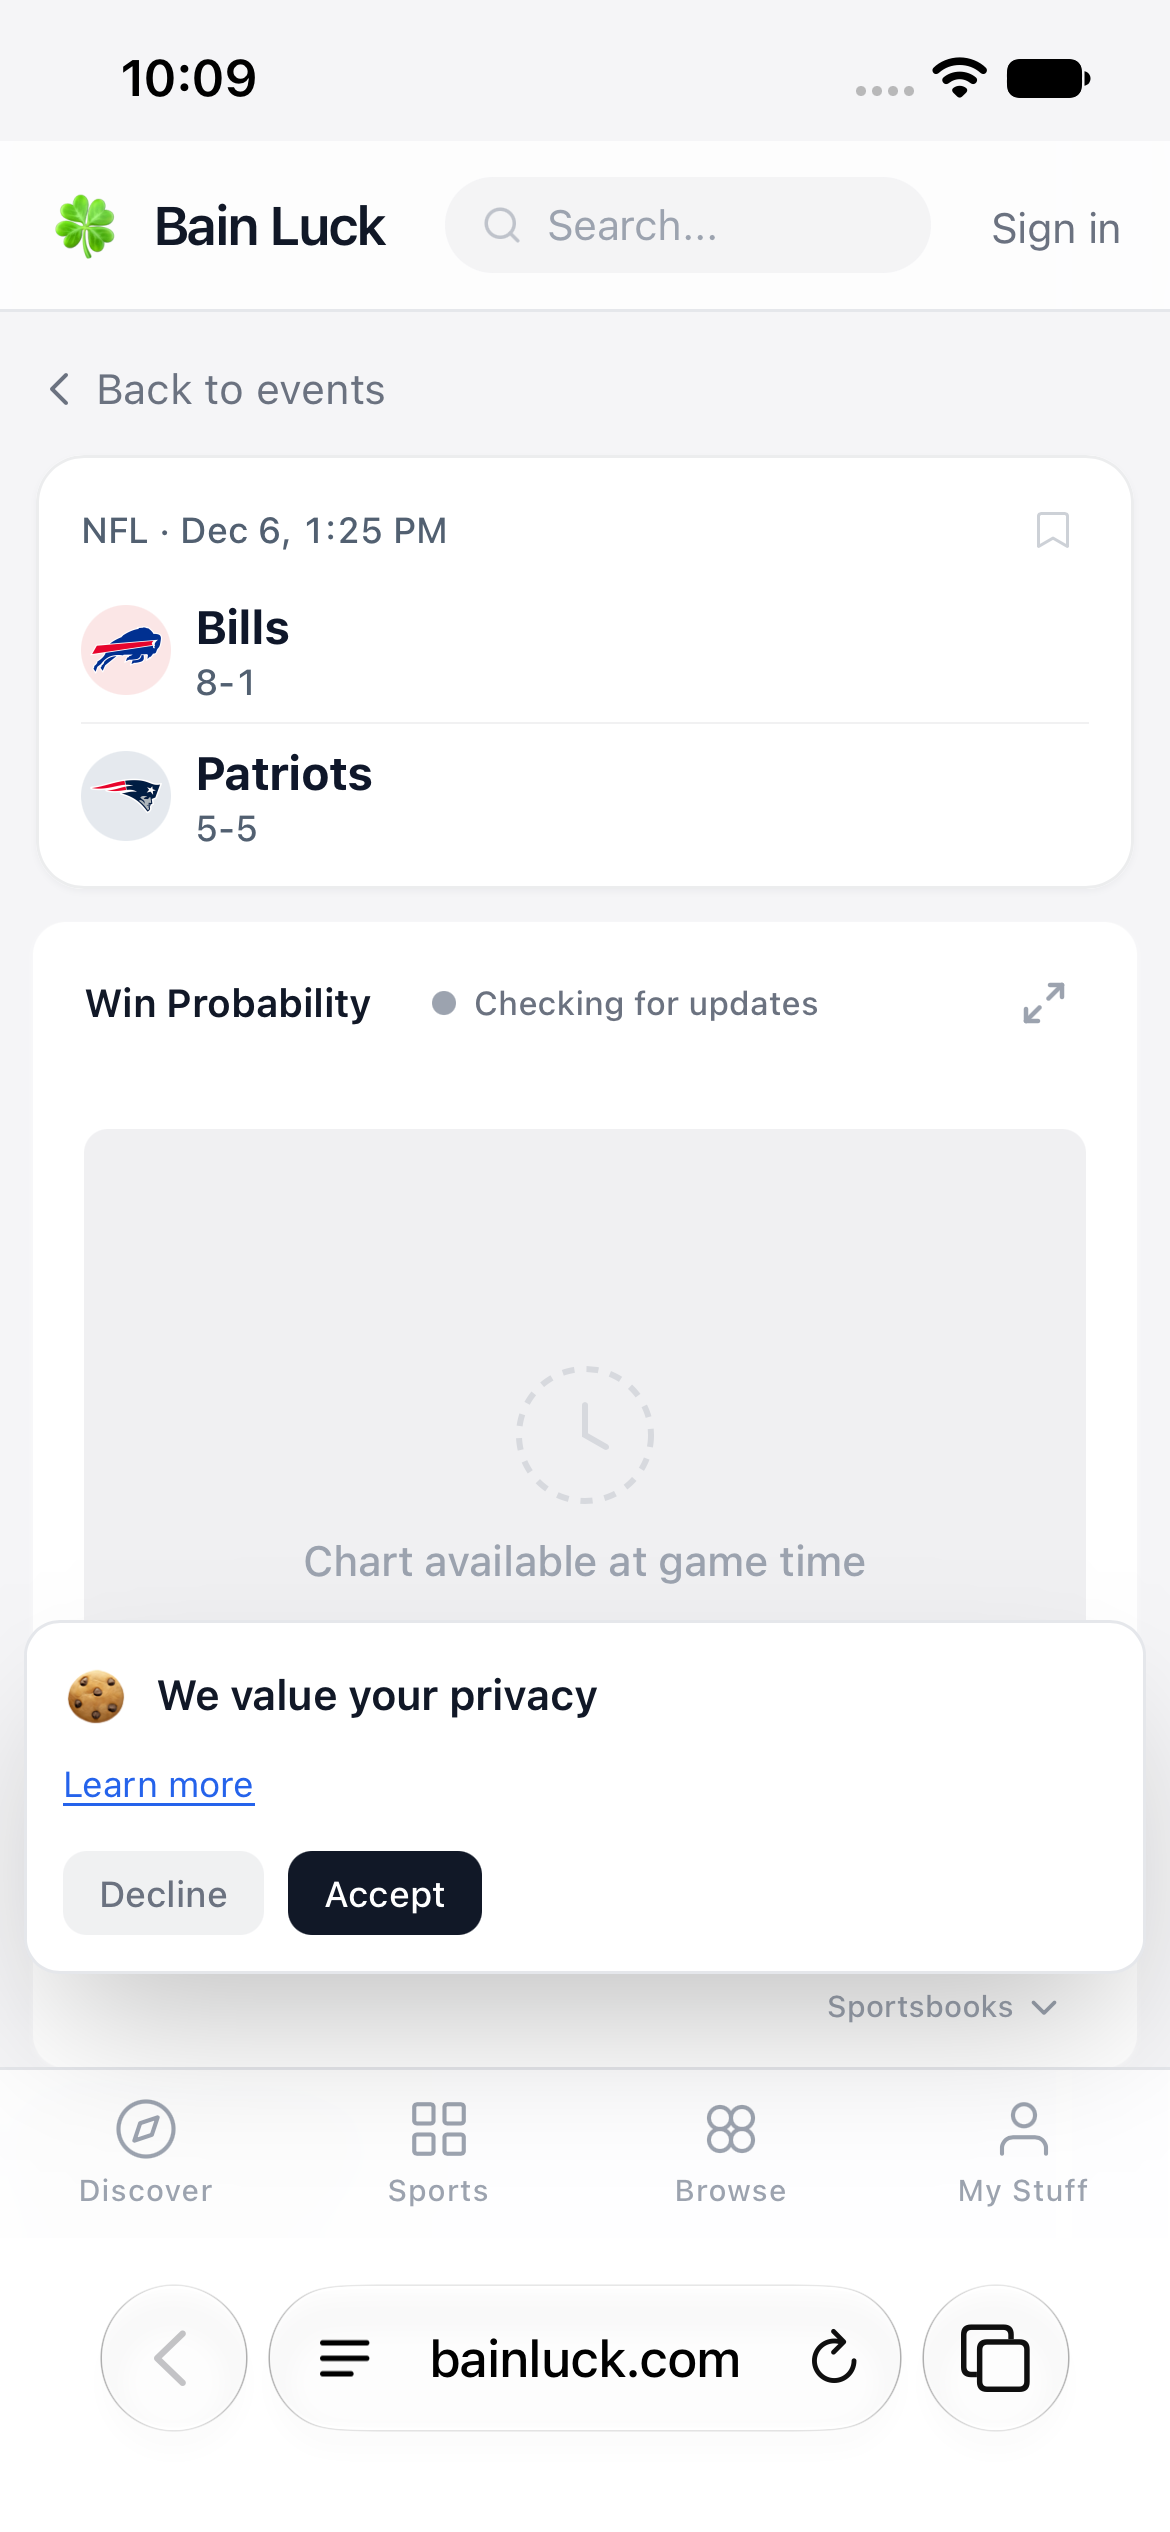 10:09
Bain Luck
Search...
Sign in
Back to events
NFL · Dec 6, 1:25 PM
Bills
8-1
Patriots
5-5
Win Probability
Checking for updates
Chart available at game time
We value your privacy
Learn more
Decline
Accept
Sportsbooks
Discover
Sports
Browse
My Stuff
bainluck.com